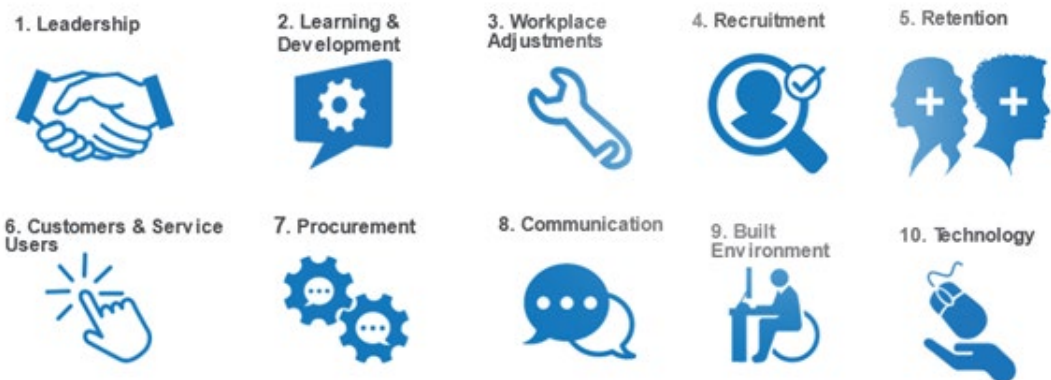 1. Leadership
2. Learning &
Development
3. Workplace
Adjustments
4. Recruitment
5. Retention
6. Customers & Service
Users
7. Procurement
8. Communication
9. Built
Environment
10. Technology